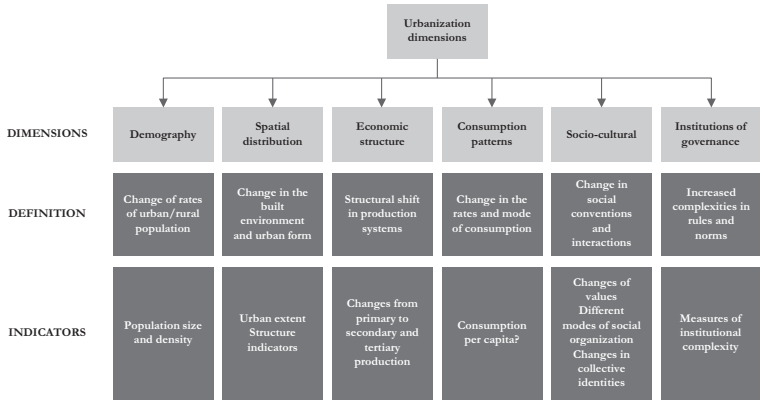 Urbanization
dimensions
DIMENSIONS
Demography
Spatial
distribution
Economic
structure
Consumption
patterns
Socio-cultural
Institutions of
governance
DEFINITION
Change of rates
of urban/rural
population
Change in the
built
environment
and urban form
Structural shift
in production
systems
Change in the
rates and mode
of consumption
Change in
social
conventions
and
interactions
Increased
complexities in
rules and
norms
INDICATORS
Population size
and density
Urban extent
Structure
indicators
Changes from
primary to
secondary and
tertiary
production
Consumption
per capita?
Changes of
values
Different
modes of social
organization
Changes in
collective
identities
Measures of
institutional
complexity